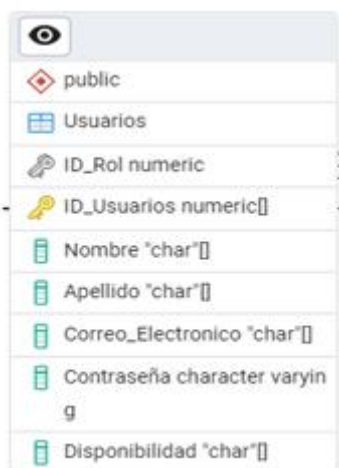 public
Usuarios
ID_Rol numeric
ID_Usuarios numeric[]
Nombre "char"[]
Apellido "char"[]
Correo_Electronico "char"[]
Contraseña character varyin
g
Disponibilidad "char"[]